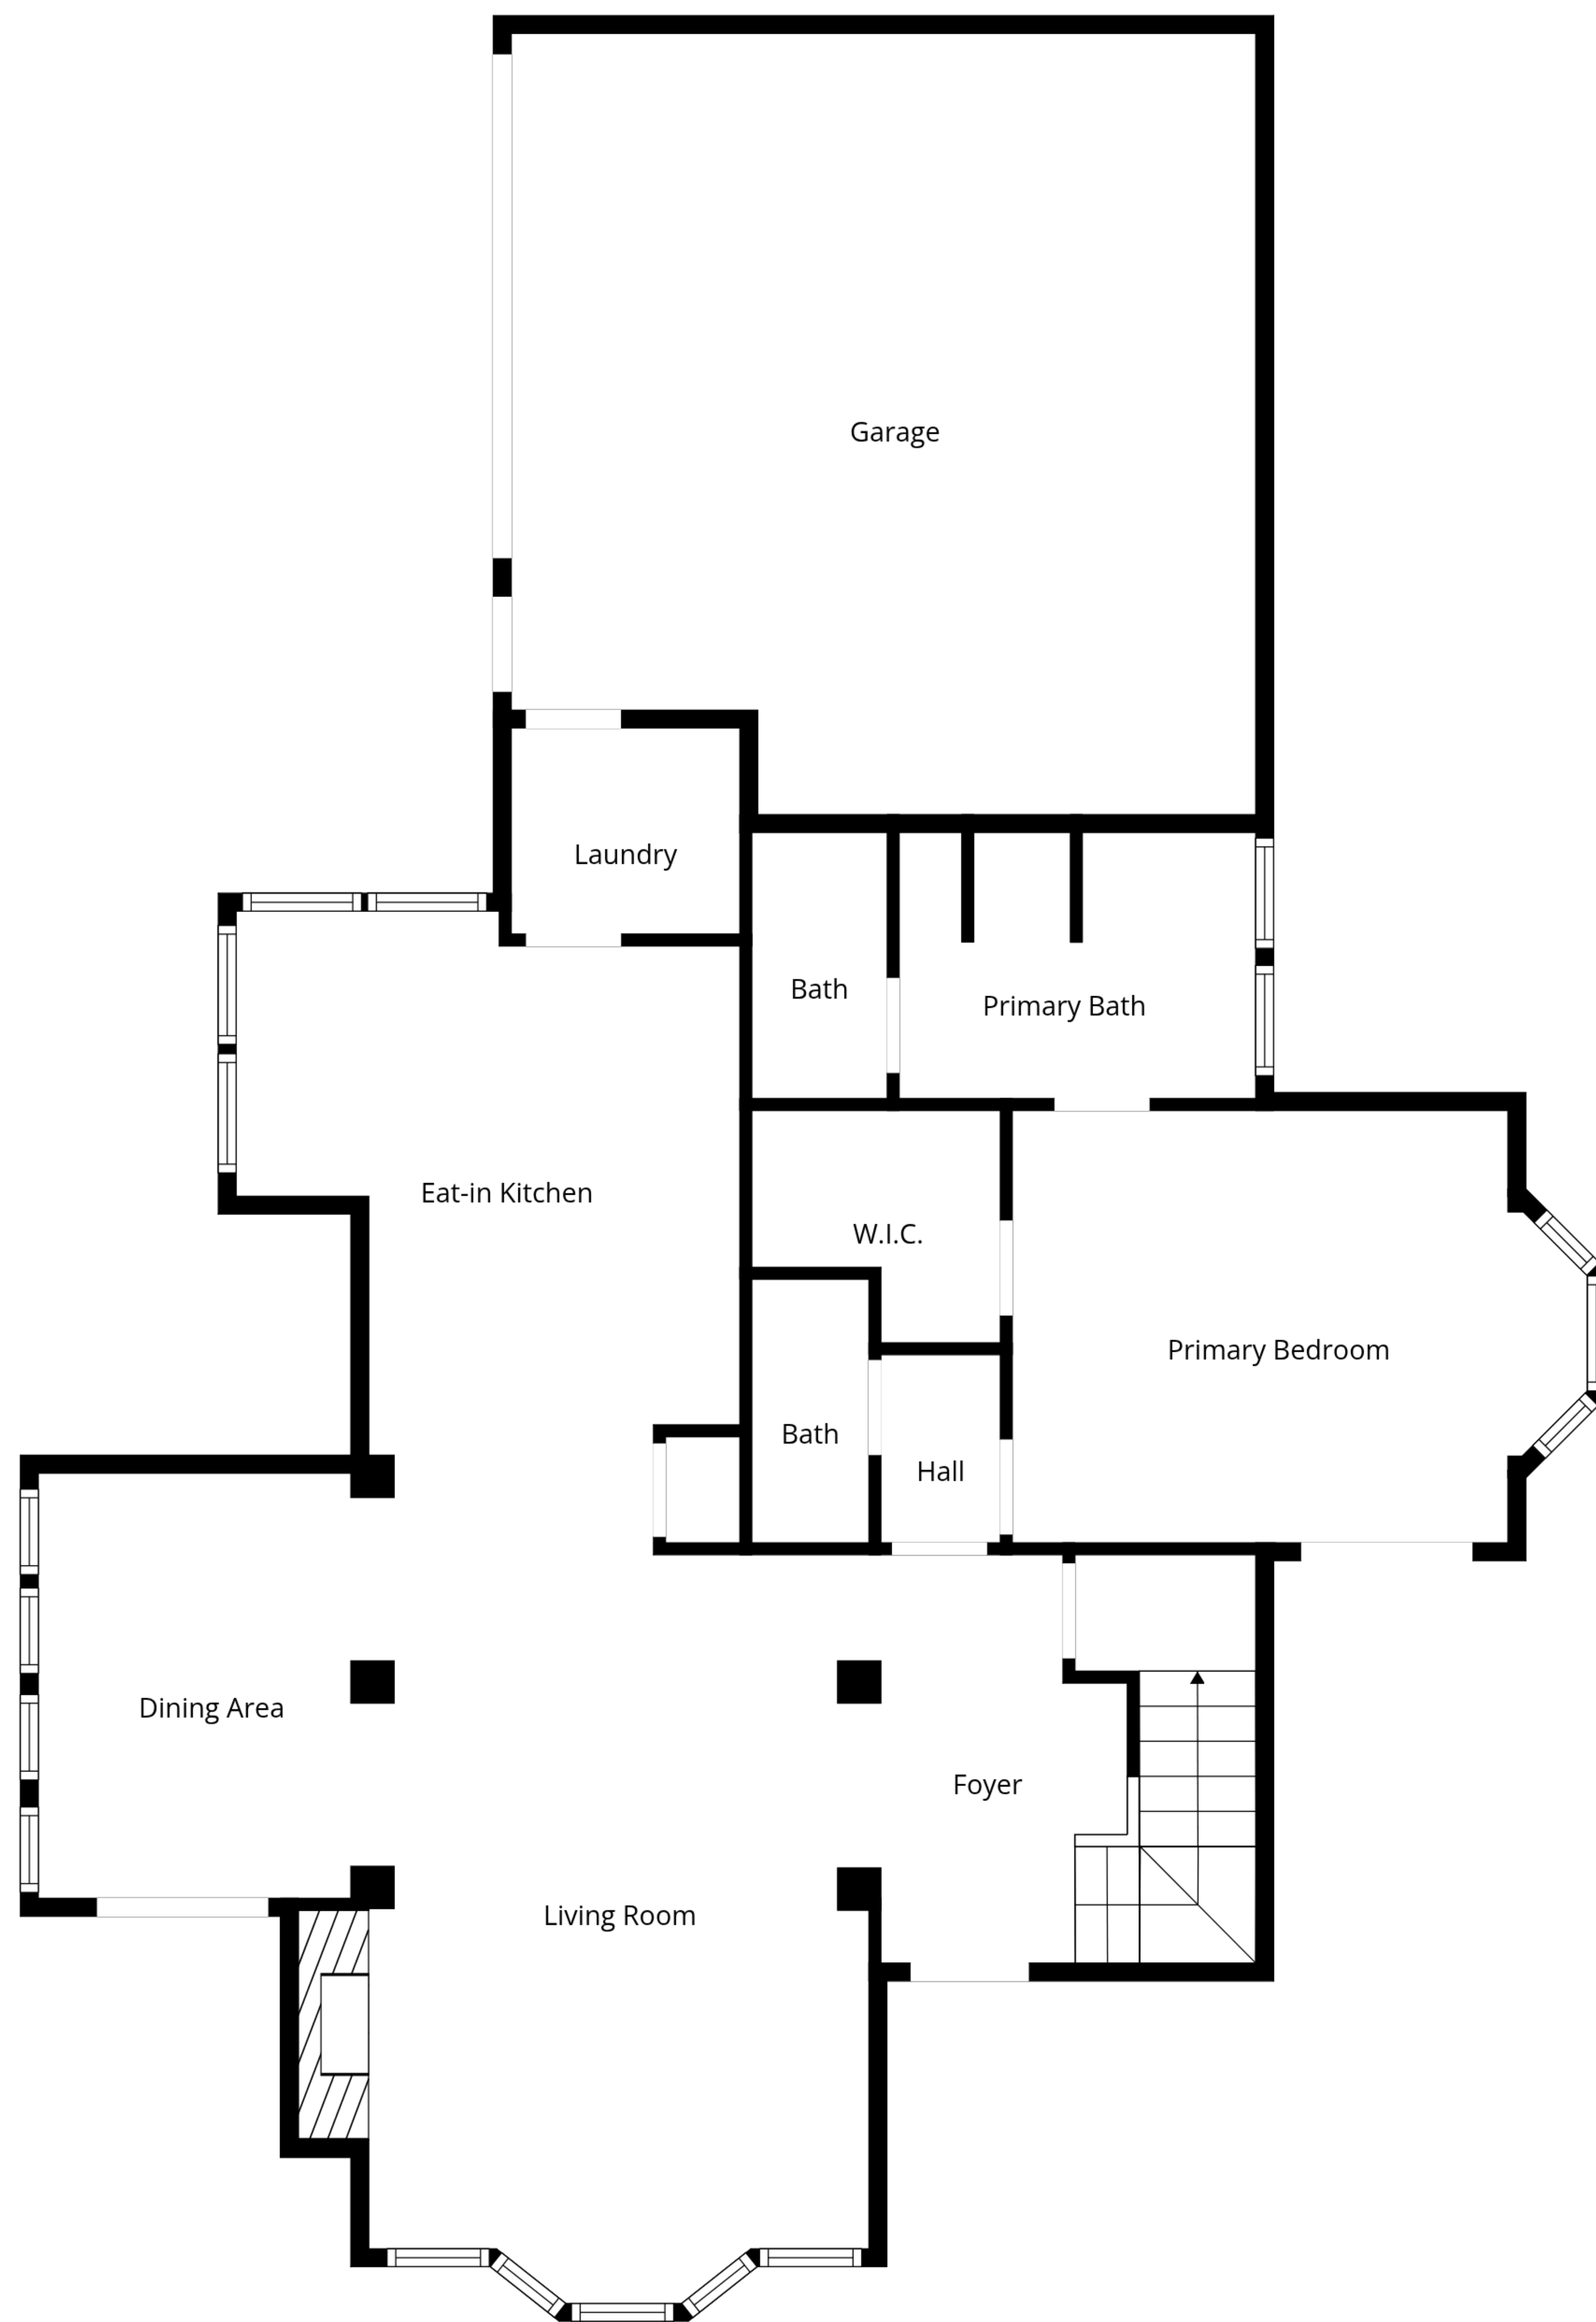 Garage
Laundry
Bath
Primary Bath
Eat-in Kitchen
W.I.C.
Primary Bedroom
Bath
Hall
Dining Area
Foyer
Living Room